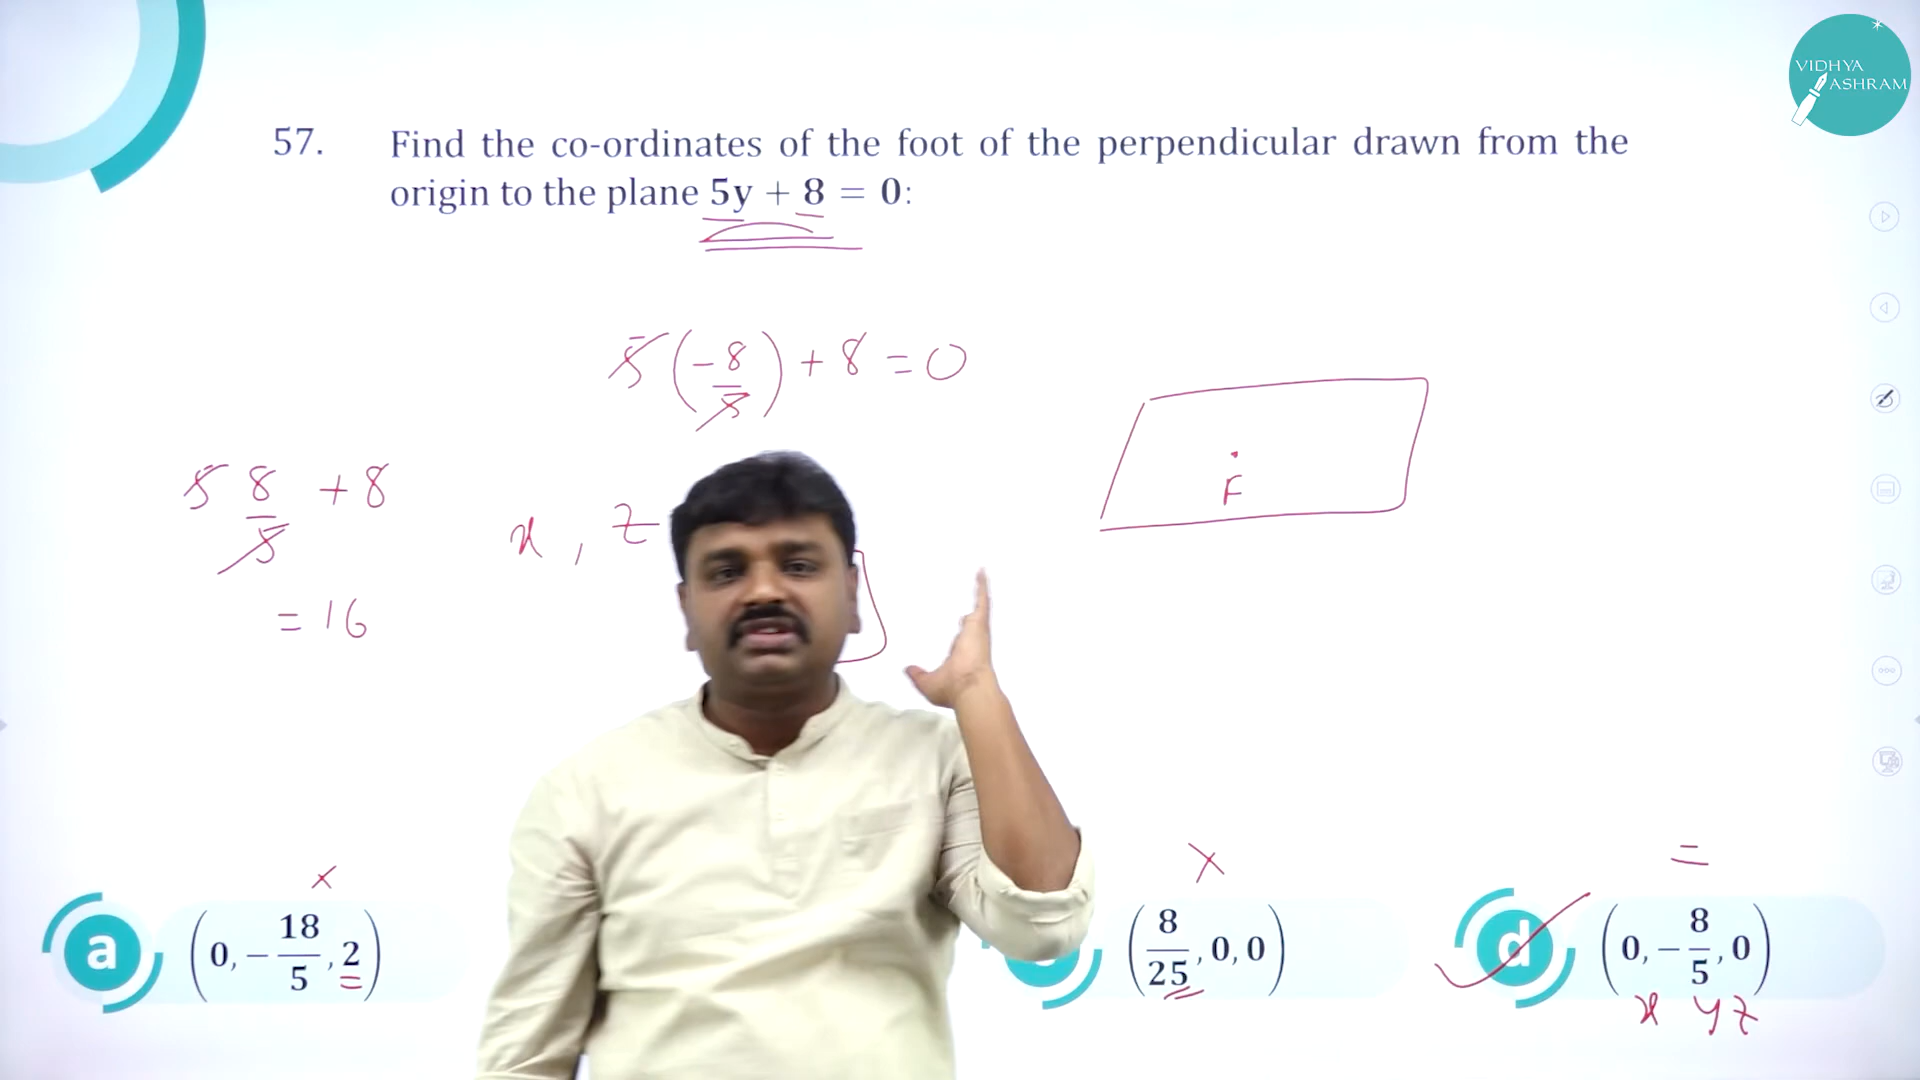 VIDHYA
ASHRAM
57. Find the co-ordinates of the foot of the perpendicular drawn from the
origin to the plane 5y + 8 = 0:
5(-8/5) + 8 = 0
5 8/5 + 8
= 16
x, z
F
a (0, -18/5, 2)
(8/25, 0, 0)
d (0, -8/5, 0)
x y z